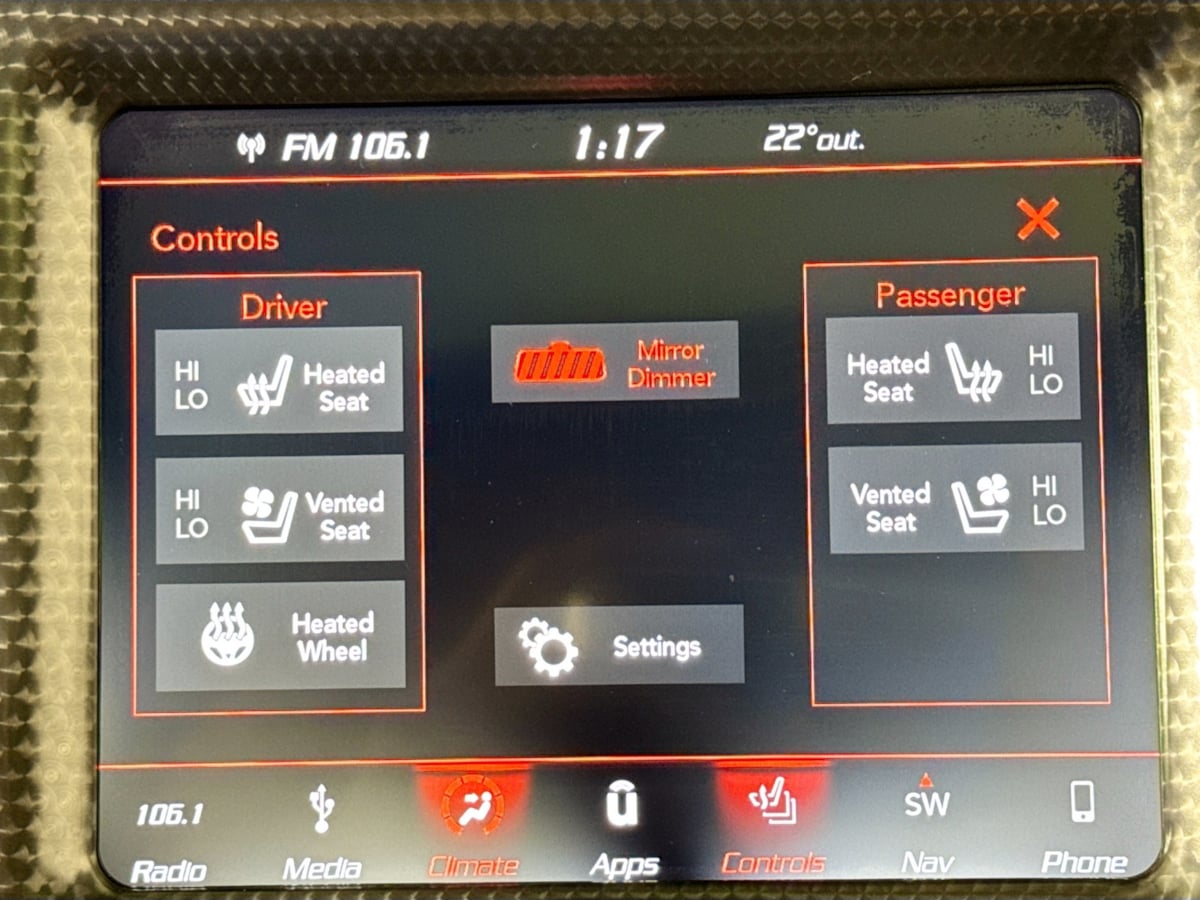 FM 106.1 1:17 22°out.
Controls
Driver
HI
LO
Heated
Seat
HI
LO
Vented
Seat
Heated
Wheel
Mirror
Dimmer
Settings
Passenger
Heated
Seat
HI
LO
Vented
Seat
HI
LO
106.1
Radio
Media
Climate
ū
Apps
Controls
SW
Nav
Phone